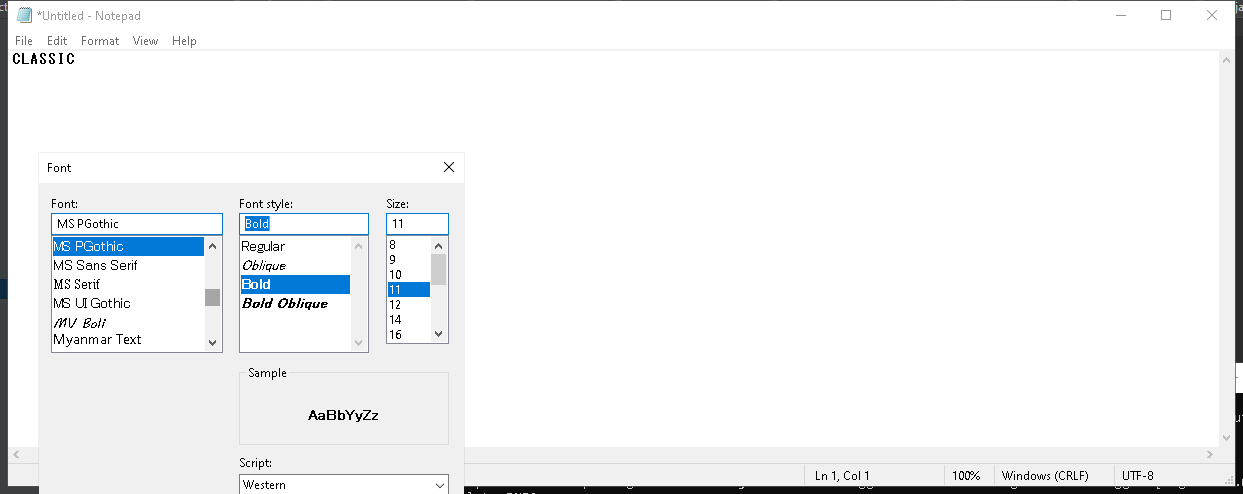 *Untitled - Notepad
File Edit Format View Help
CLASSIC
Font
Font: Font style: Size:
MS PGothic Bold 11
MS PGothic Regular 8
MS Sans Serif Oblique 9
MS Serif Bold 10
MS UI Gothic Bold Oblique 11
MV Boli 12
Myanmar Text 14
16
Sample
AaBbYyZz
Script:
Western
Ln 1, Col 1 100% Windows (CRLF) UTF-8